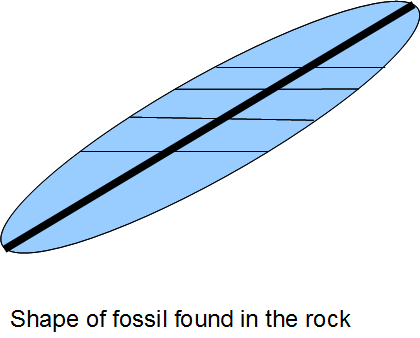 Shape of fossil found in the rock